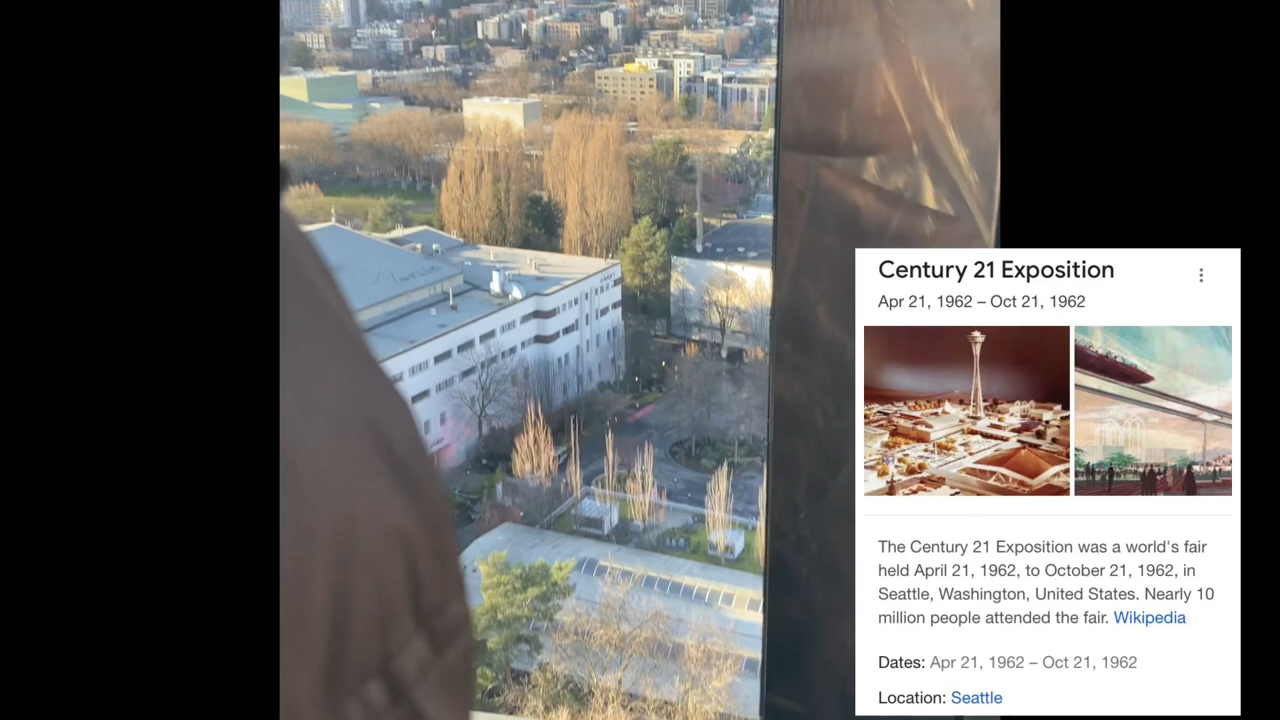 Century 21 Exposition
Apr 21, 1962 – Oct 21, 1962
The Century 21 Exposition was a world's fair
held April 21, 1962, to October 21, 1962, in
Seattle, Washington, United States. Nearly 10
million people attended the fair. Wikipedia
Dates: Apr 21, 1962 – Oct 21, 1962
Location: Seattle